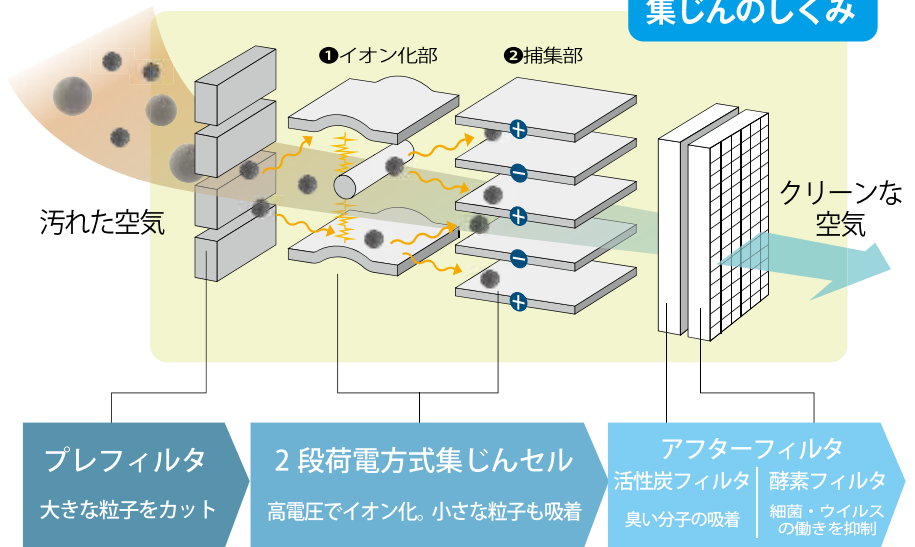 集じんのしくみ
❶イオン化部
❷捕集部
汚れた空気
+
−
+
−
+
クリーンな
空気
プレフィルタ
大きな粒子をカット
2段荷電方式集じんセル
高電圧でイオン化。小さな粒子も吸着
アフターフィルタ
活性炭フィルタ
臭い分子の吸着
酵素フィルタ
細菌・ウイルス
の働きを抑制